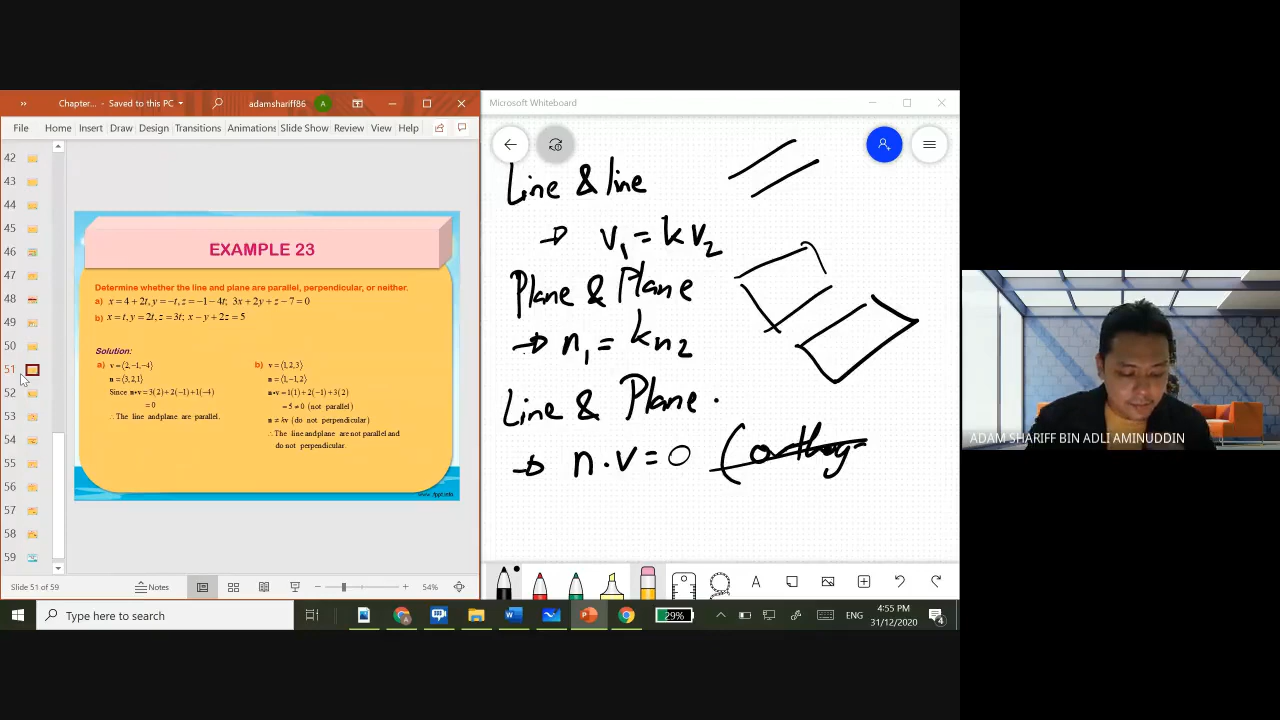 Chapter... - Saved to this PC
adamshariff86
A
File Home Insert Draw Design Transitions Animations Slide Show Review View Help
42
43
44
45
46
47
48
49
50
51
52
53
54
55
56
57
58
59
EXAMPLE 23
Determine whether the line and plane are parallel, perpendicular, or neither.
a) x = 4 + 2t, y = −t, z = −1 − 4t; 3x + 2y + z − 7 = 0
b) x = t, y = 2t, z = 3t; x − y + 2z = 5
Solution:
a) v = ⟨2, −1, −4⟩
n = ⟨3, 2, 1⟩
Since n•v = 3(2) + 2(−1) + 1(−4)
= 0
∴ The line and plane are parallel.
b) v = ⟨1, 2, 3⟩
n = ⟨1, −1, 2⟩
n•v = 1(1) + 2(−1) + 3(2)
= 5 ≠ 0 (not parallel)
n ≠ kv (do not perpendicular)
∴ The line and plane are not parallel and
do not perpendicular.
www.fppt.info
Slide 51 of 59
Notes
54%
Microsoft Whiteboard
Line & line
→ v₁ = k v₂
Plane & Plane
→ n₁ = k n₂
Line & Plane .
→ n . v = 0
ADAM SHARIFF BIN ADLI AMINUDDIN
Type here to search
29%
ENG
4:55 PM
31/12/2020
4